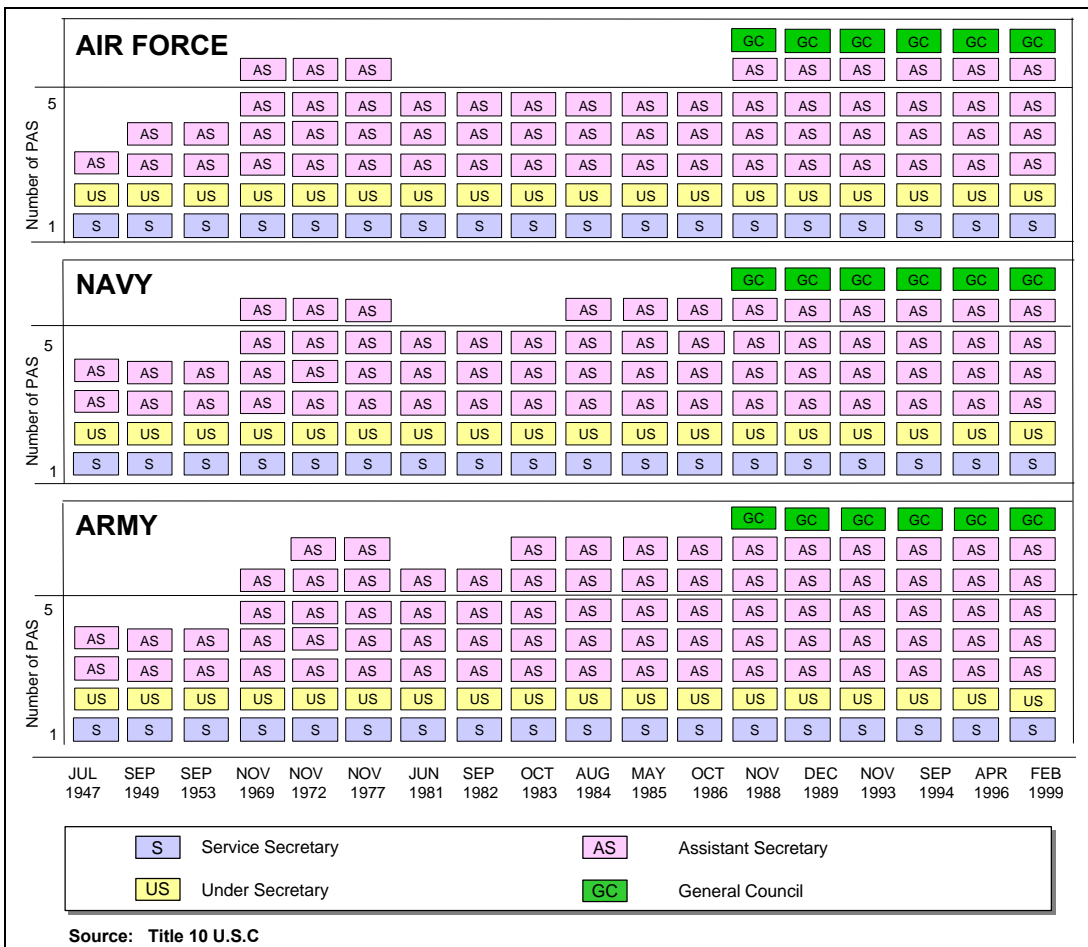 AIR FORCE GC GC GC GC GC GC
AS AS AS AS AS AS AS AS AS
5 AS AS AS AS AS AS AS AS AS AS AS AS AS AS AS
AS AS AS AS AS AS AS AS AS AS AS AS AS AS AS AS AS
AS AS AS AS AS AS AS AS AS AS AS AS AS AS AS AS AS AS
US US US US US US US US US US US US US US US US US US
1 S S S S S S S S S S S S S S S S S S
Number of PAS
NAVY GC GC GC GC GC GC
AS AS AS AS AS AS AS AS AS AS AS AS
5 AS AS AS AS AS AS AS AS AS AS AS AS AS AS AS
AS AS AS AS AS AS AS AS AS AS AS AS AS AS AS AS AS AS
AS AS AS AS AS AS AS AS AS AS AS AS AS AS AS AS AS AS
US US US US US US US US US US US US US US US US US US
1 S S S S S S S S S S S S S S S S S S
Number of PAS
ARMY GC GC GC GC GC GC
AS AS AS AS AS AS AS AS AS AS AS AS
AS AS AS AS AS AS AS AS AS AS AS AS AS AS AS
5 AS AS AS AS AS AS AS AS AS AS AS AS AS AS AS
AS AS AS AS AS AS AS AS AS AS AS AS AS AS AS AS AS AS
AS AS AS AS AS AS AS AS AS AS AS AS AS AS AS AS AS AS
US US US US US US US US US US US US US US US US US US
1 S S S S S S S S S S S S S S S S S S
Number of PAS
JUL SEP SEP NOV NOV NOV JUN SEP OCT AUG MAY OCT NOV DEC NOV SEP APR FEB
1947 1949 1953 1969 1972 1977 1981 1982 1983 1984 1985 1986 1988 1989 1993 1994 1996 1999
S Service Secretary AS Assistant Secretary
US Under Secretary GC General Council
Source: Title 10 U.S.C